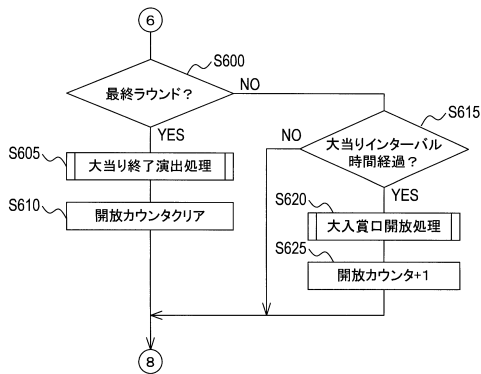 6
S600
最終ラウンド？
NO
YES
S615
大当りインターバル
時間経過？
NO
YES
S605
大当り終了演出処理
S610
開放カウンタクリア
S620
大入賞口開放処理
S625
開放カウンタ+1
8